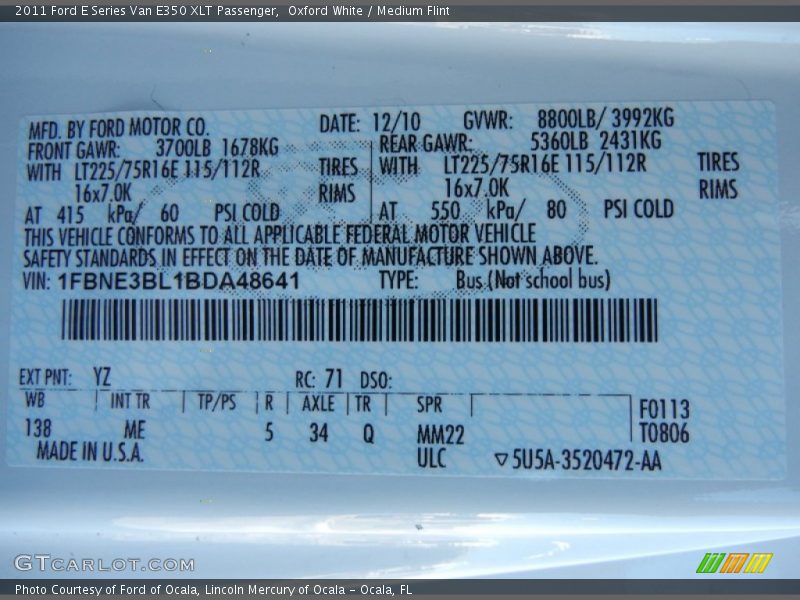 2011 Ford E Series Van E350 XLT Passenger,  Oxford White / Medium Flint
MFD. BY FORD MOTOR CO. DATE: 12/10 GVWR: 8800LB/ 3992KG
FRONT GAWR: 3700LB 1678KG REAR GAWR: 5360LB 2431KG
WITH LT225/75R16E 115/112R TIRES WITH LT225/75R16E 115/112R TIRES
16x7.0K RIMS 16x7.0K RIMS
AT 415 kPa/ 60 PSI COLD AT 550 kPa/ 80 PSI COLD
THIS VEHICLE CONFORMS TO ALL APPLICABLE FEDERAL MOTOR VEHICLE
SAFETY STANDARDS IN EFFECT ON THE DATE OF MANUFACTURE SHOWN ABOVE.
VIN: 1FBNE3BL1BDA48641 TYPE: Bus (Not school bus)
EXT PNT: YZ RC: 71 DSO:
WB INT TR TP/PS R AXLE TR SPR F0113
138 ME 5 34 Q MM22 T0806
MADE IN U.S.A. ULC ▽5U5A-3520472-AA
GTCARLOT.COM
Photo Courtesy of Ford of Ocala, Lincoln Mercury of Ocala - Ocala, FL